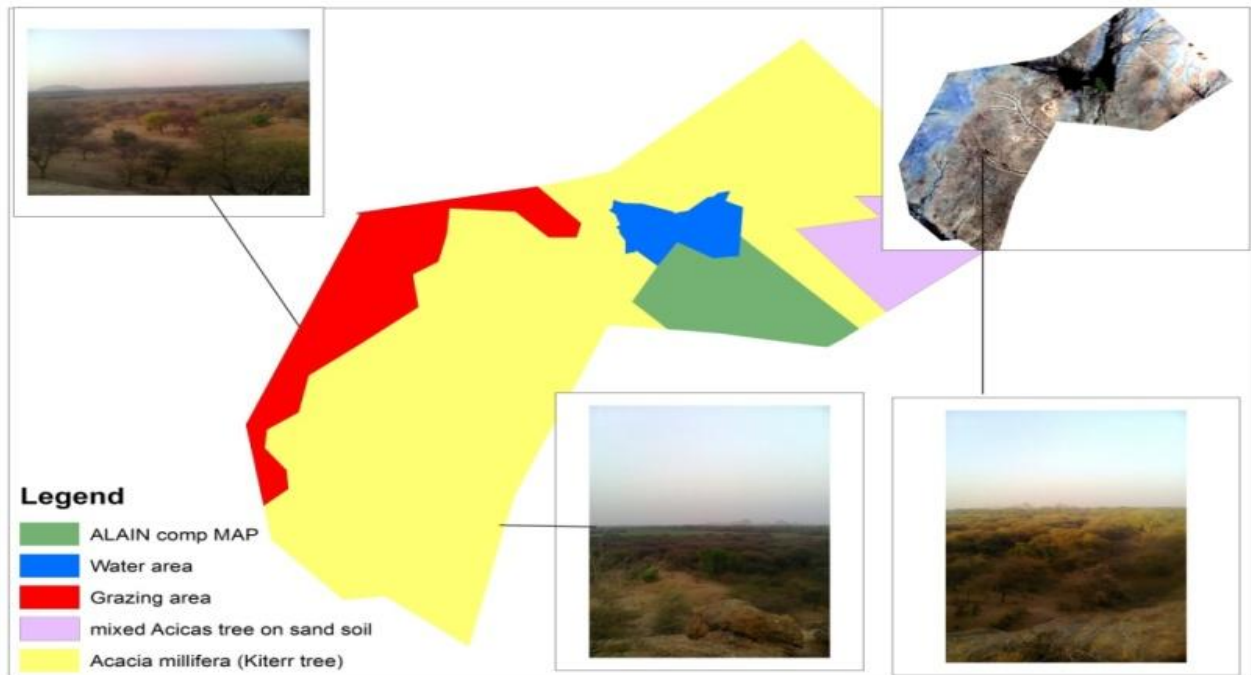 Legend
ALAIN comp MAP
Water area
Grazing area
mixed Acicas tree on sand soil
Acacia millifera (Kiterr tree)